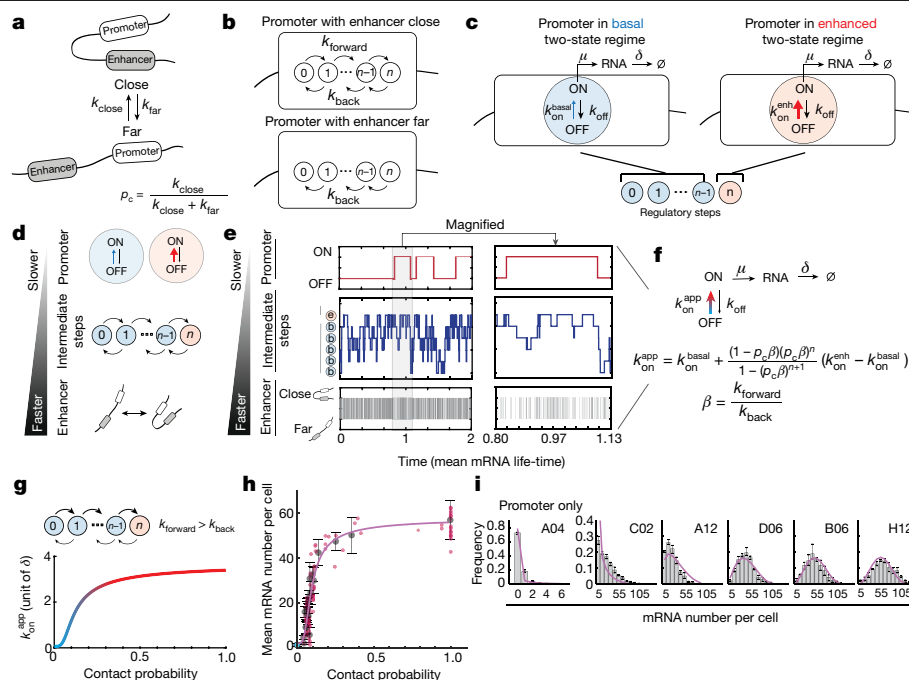 a
Promoter
Enhancer
Close
k_close
k_far
Far
Enhancer
Promoter
p_c = k_close / (k_close + k_far)
b
Promoter with enhancer close
k_forward
0 1 ··· n–1 n
k_back
Promoter with enhancer far
0 1 ··· n–1 n
k_back
c
Promoter in basal
two-state regime
Promoter in enhanced
two-state regime
μ RNA δ ∅
ON
k_on^basal k_off
OFF
μ RNA δ ∅
ON
k_on^enh k_off
OFF
0 1 ··· n–1 n
Regulatory steps
d
Slower
Faster
Promoter
Intermediate
steps
Enhancer
ON
OFF
ON
OFF
0 1 ··· n–1 n
e
Slower
Faster
Promoter
Intermediate
steps
Enhancer
Magnified
ON
OFF
e
b
b
b
b
b
Close
Far
0 1 2
0.80 0.97 1.13
Time (mean mRNA life-time)
f
ON μ RNA δ ∅
k_on^app k_off
OFF
k_on^app = k_on^basal + (1 – p_cβ)(p_cβ)^n / (1 – (p_cβ)^{n+1}) (k_on^enh – k_on^basal)
β = k_forward / k_back
g
0 1 ··· n–1 n
k_forward > k_back
k_on^app (unit of δ)
4
2
0
0 0.5 1.0
Contact probability
h
Mean mRNA number per cell
60
40
20
0
0 0.5 1.0
Contact probability
i
Promoter only
Frequency
0.8
0.4
0
A04
0 2 4 6
0.4
0.3
0.2
0.1
0
C02
5 55 105
A12
5 55 105
D06
5 55 105
B06
5 55 105
H12
5 55 105
mRNA number per cell